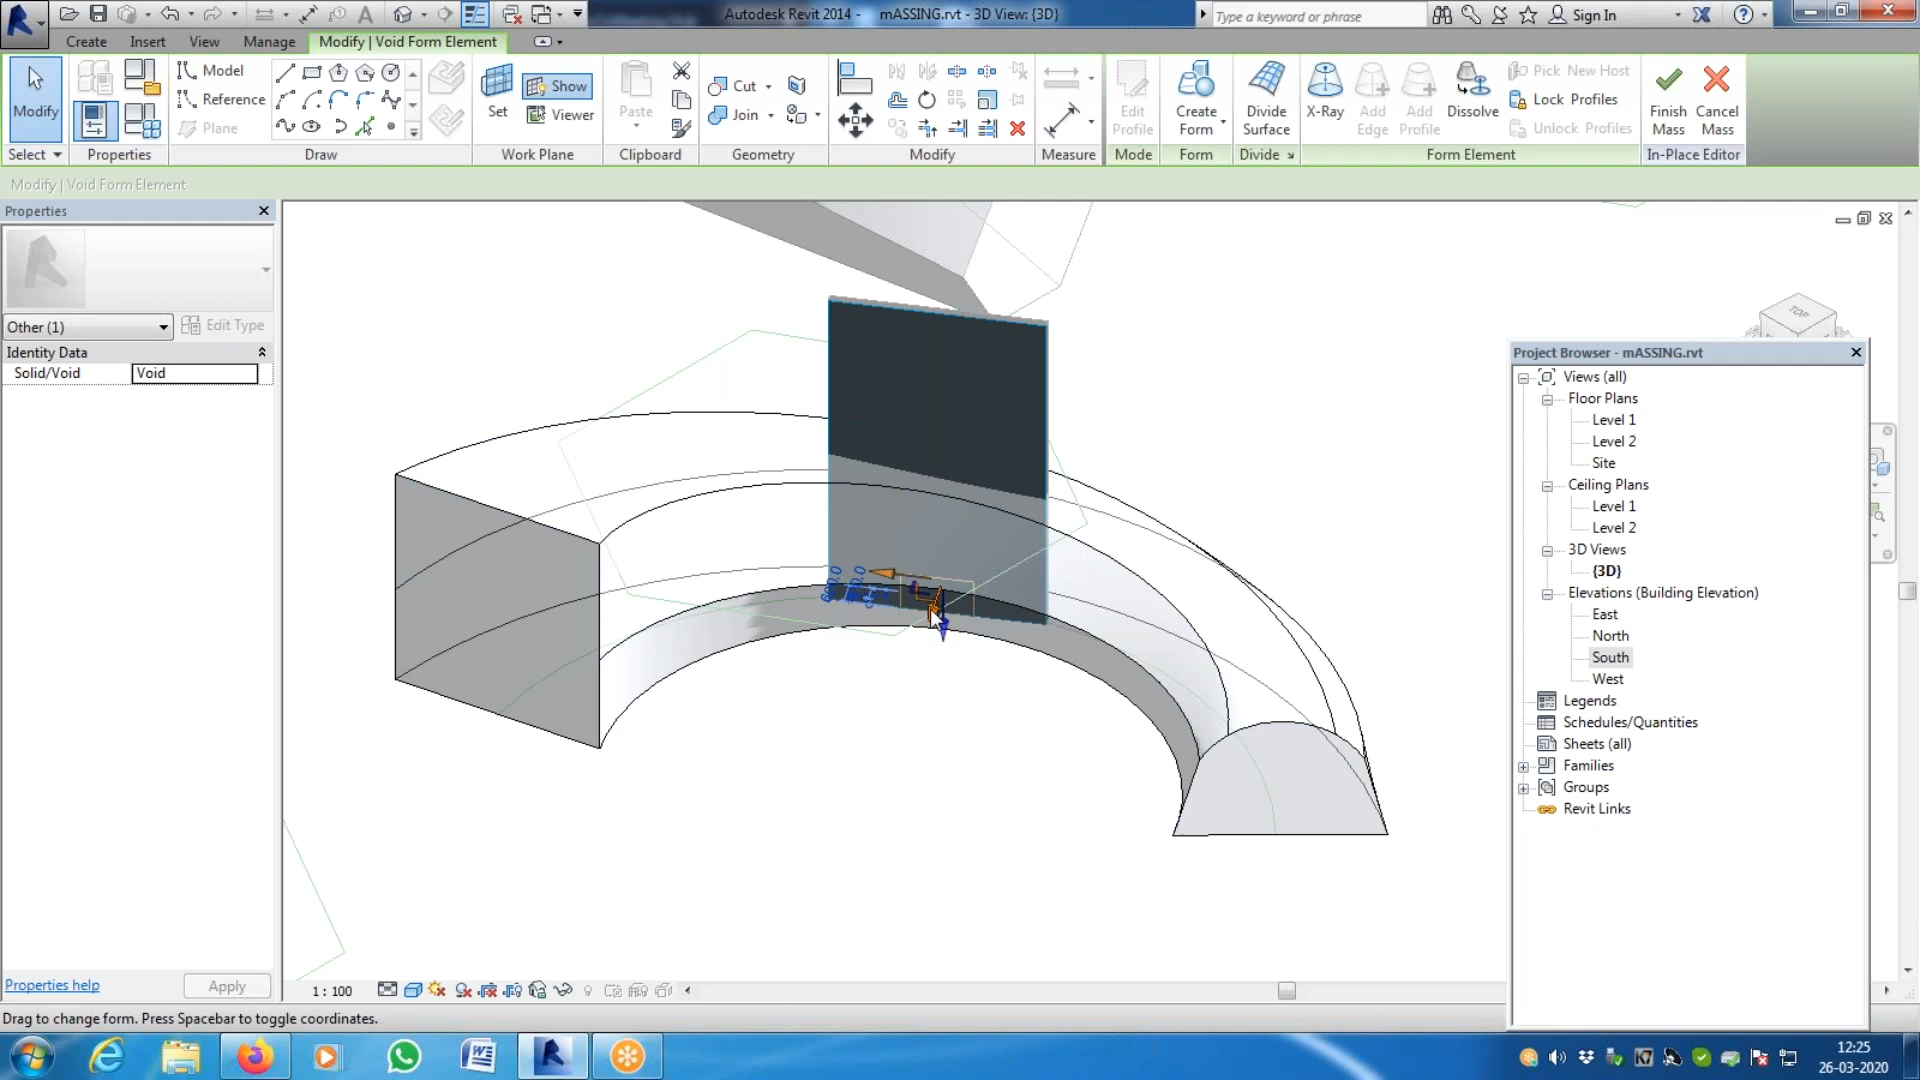 Autodesk Revit 2014 - mASSING.rvt - 3D View: {3D}
Type a keyword or phrase
Sign In
Create Insert View Manage Modify | Void Form Element
Modify
Model
Reference
Plane
Set
Show
Viewer
Paste
Cut
Join
Edit Profile
Create Form
Divide Surface
X-Ray
Add Edge
Add Profile
Dissolve
Pick New Host
Lock Profiles
Unlock Profiles
Finish Mass
Cancel Mass
Select Properties Draw Work Plane Clipboard Geometry Modify Measure Mode Form Divide Form Element In-Place Editor
Modify | Void Form Element
Properties
Other (1)
Edit Type
Identity Data
Solid/Void Void
TOP
Project Browser - mASSING.rvt
Views (all)
Floor Plans
Level 1
Level 2
Site
Ceiling Plans
Level 1
Level 2
3D Views
{3D}
Elevations (Building Elevation)
East
North
South
West
Legends
Schedules/Quantities
Sheets (all)
Families
Groups
Revit Links
Properties help
Apply
1 : 100
Drag to change form. Press Spacebar to toggle coordinates.
12:25
26-03-2020